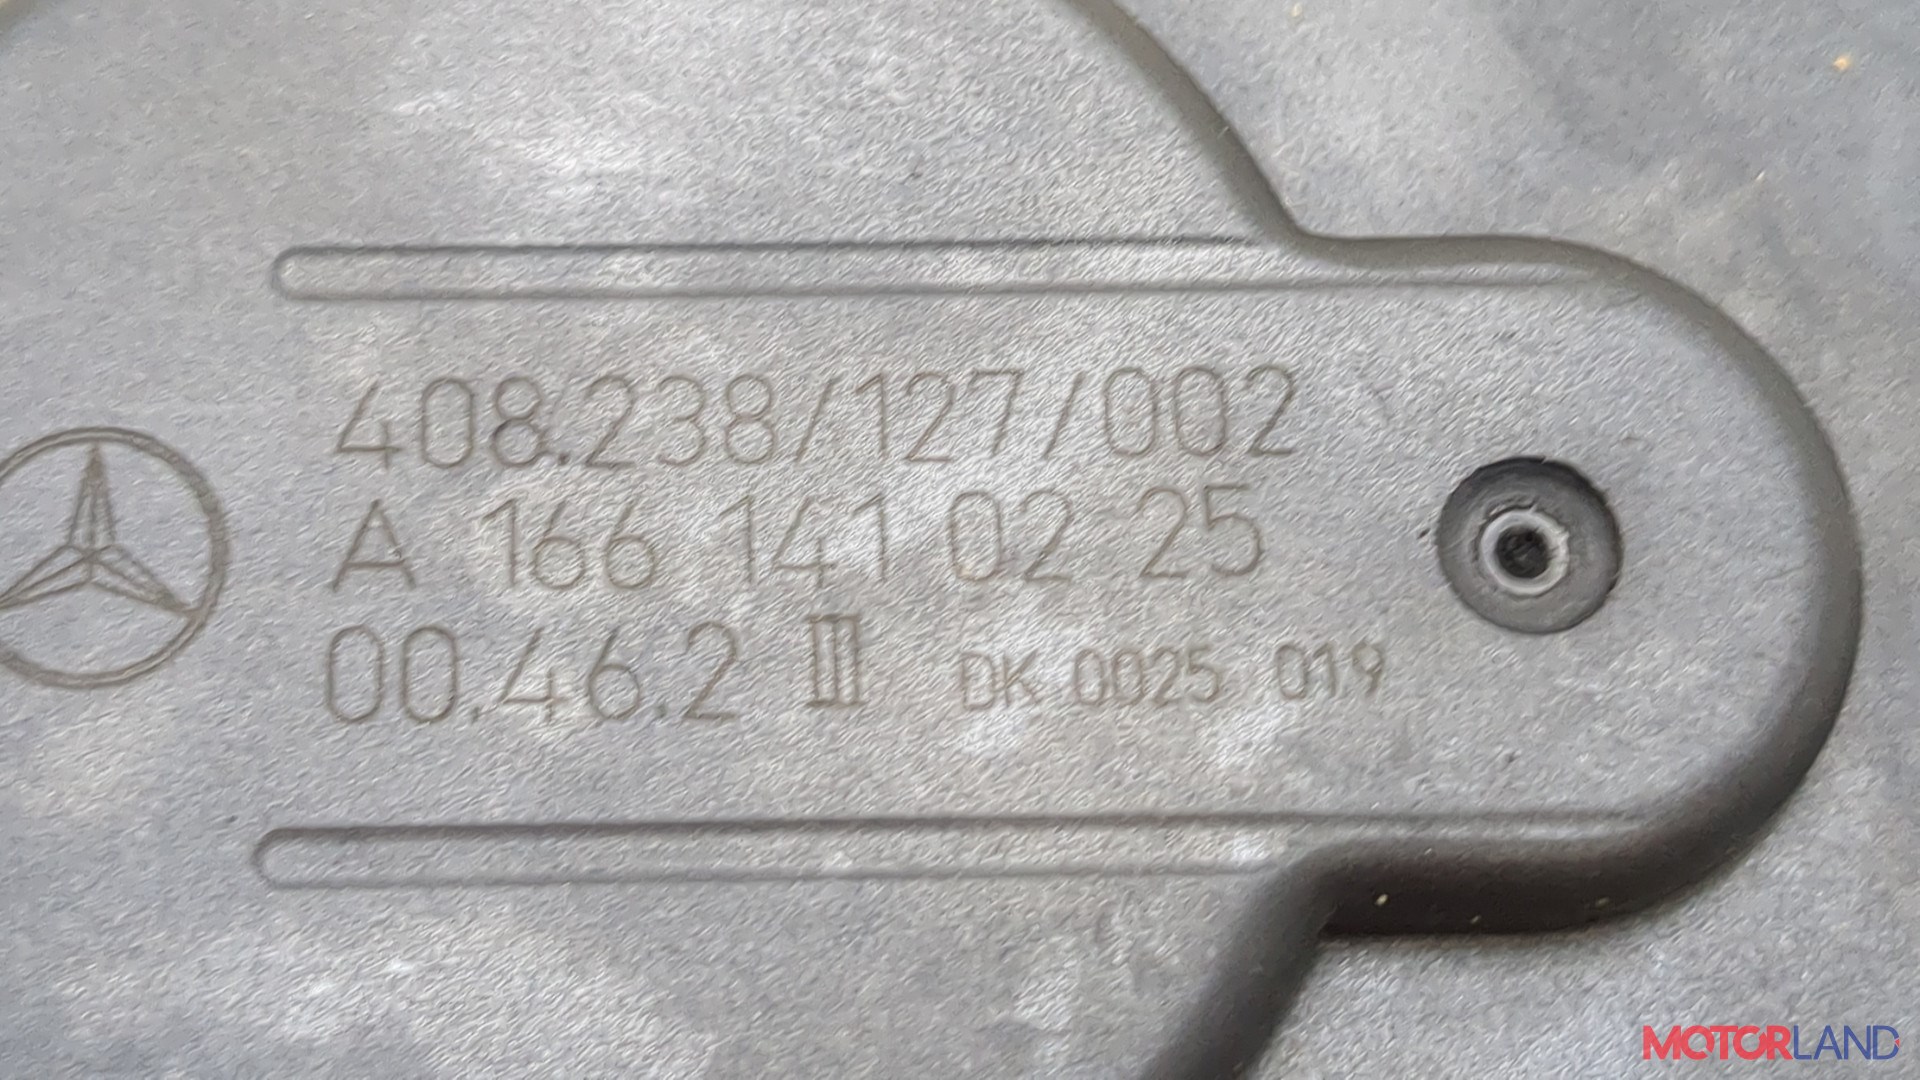 408.238/127/002
A 166 141 02 25
00.46.2 III DK 0025 019
MOTORLAND